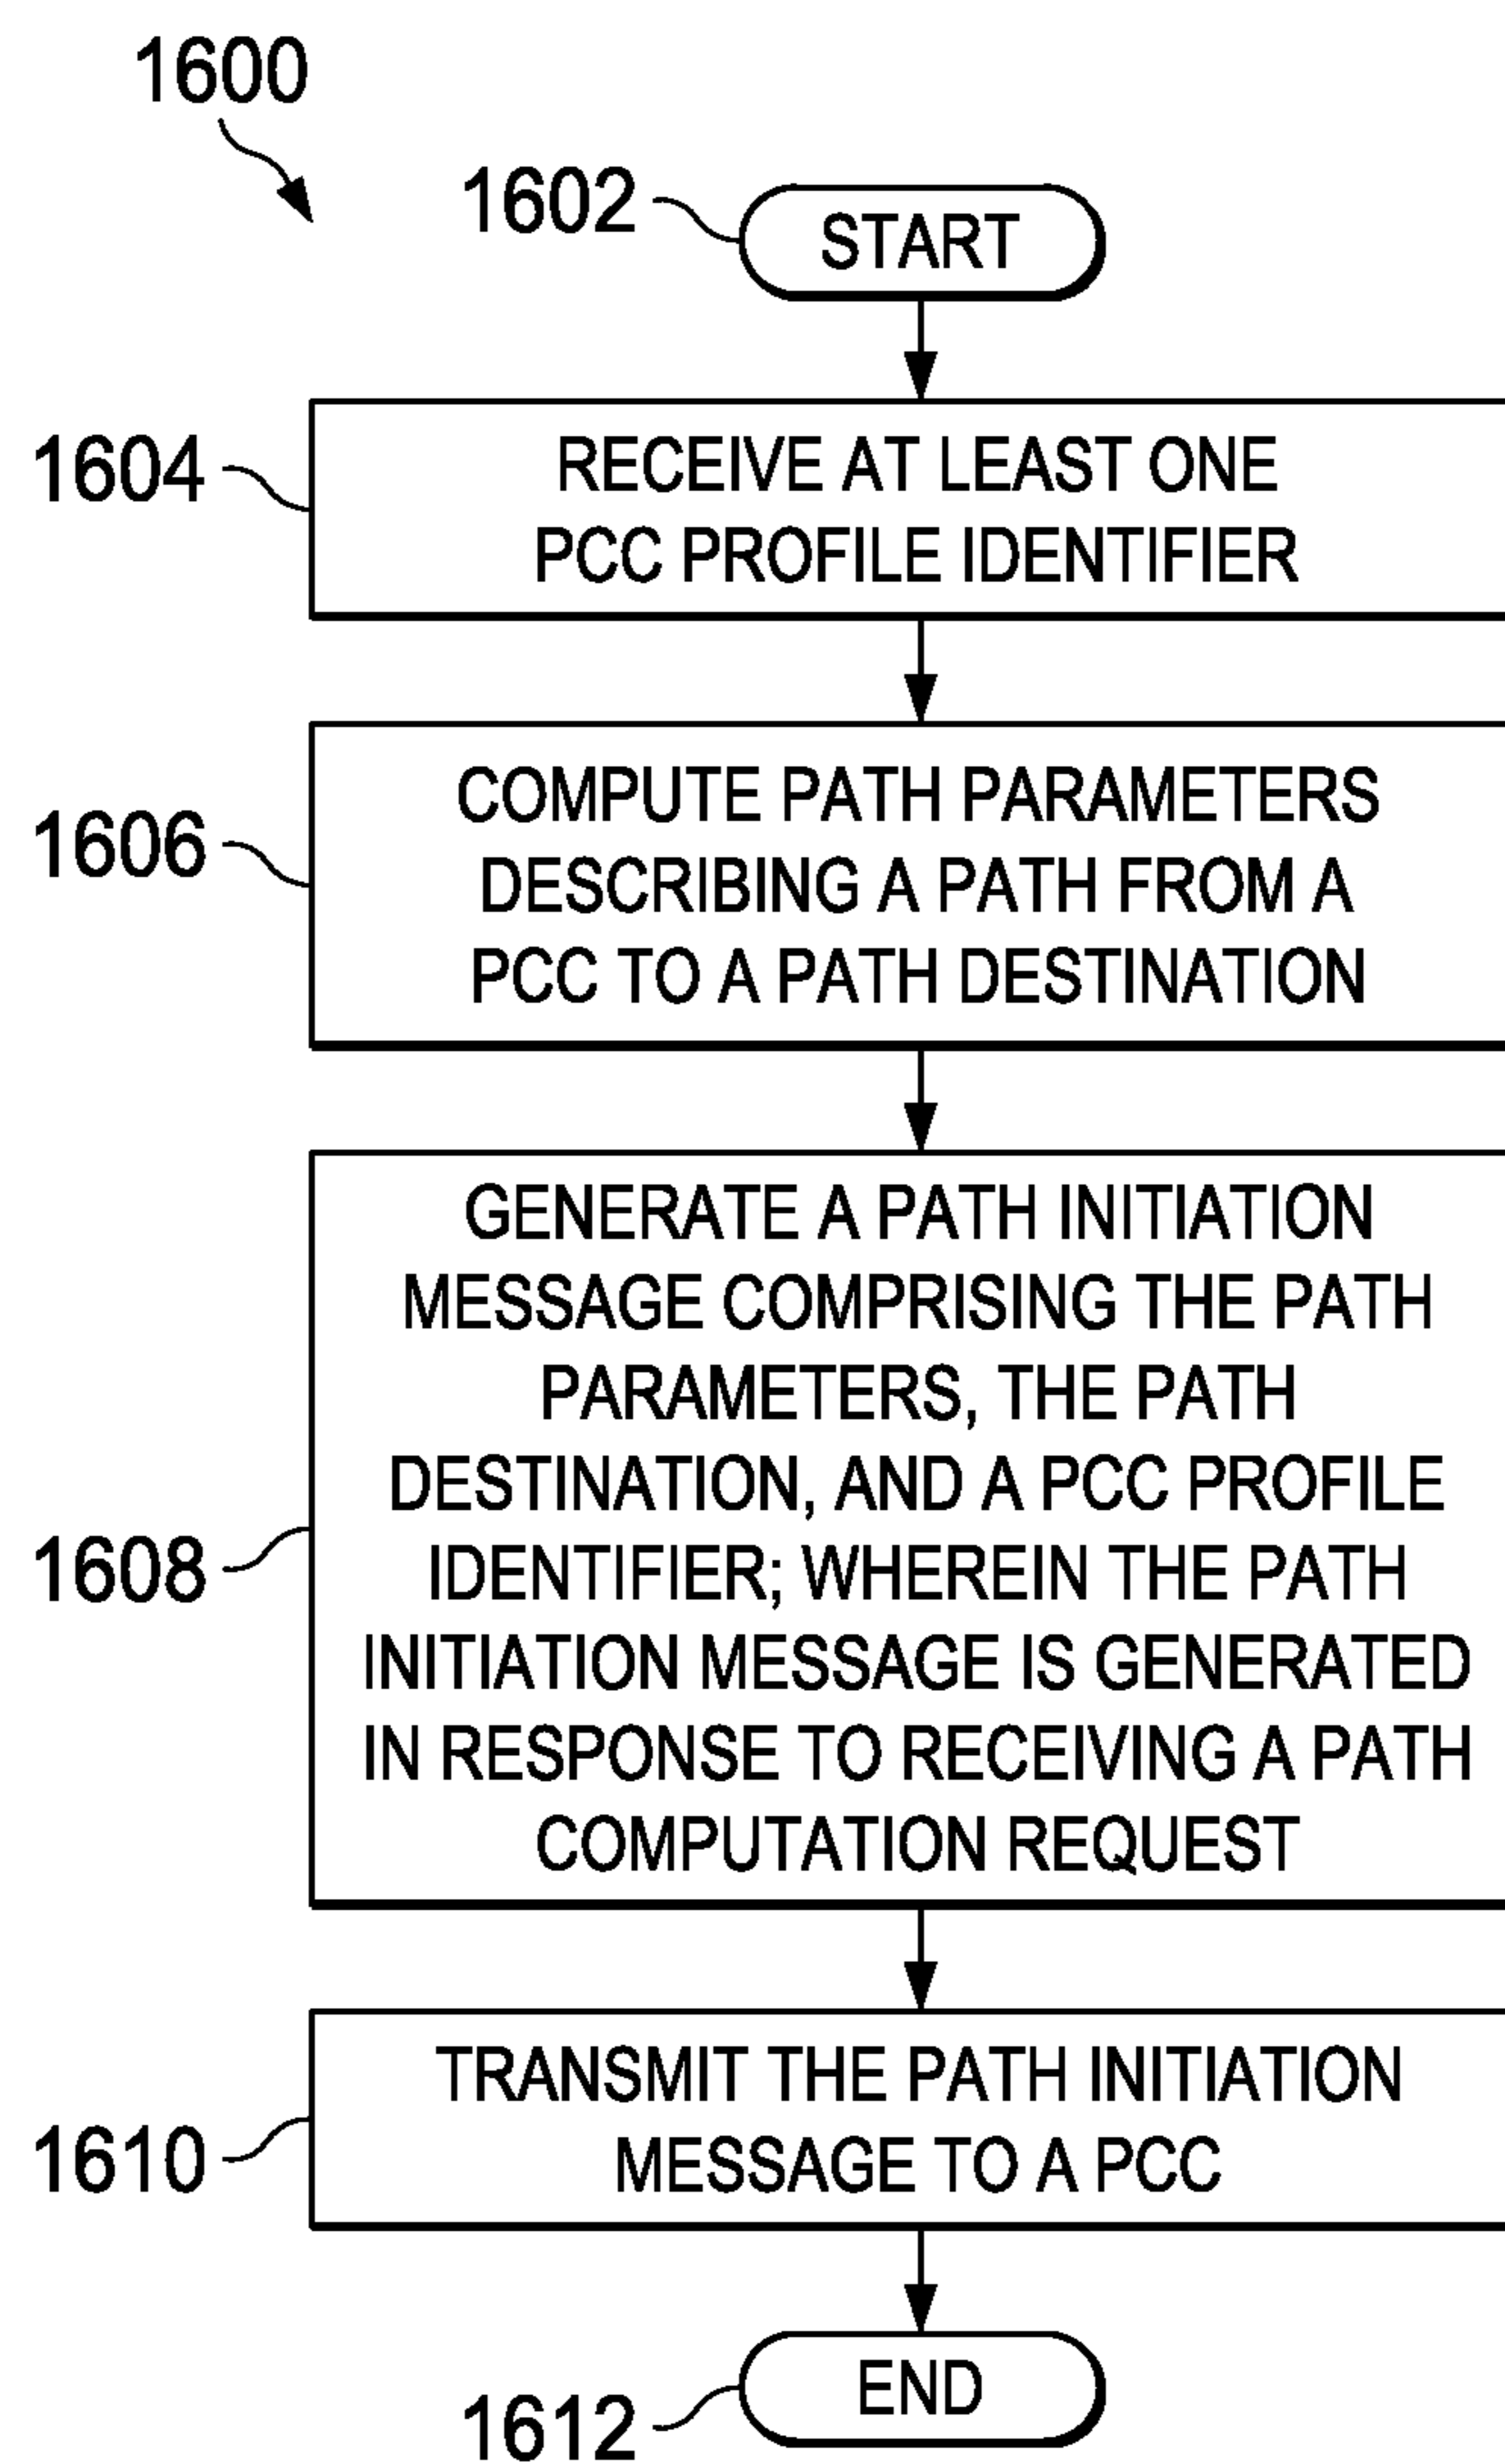 1600
1602
START
1604
RECEIVE AT LEAST ONE
PCC PROFILE IDENTIFIER
1606
COMPUTE PATH PARAMETERS
DESCRIBING A PATH FROM A
PCC TO A PATH DESTINATION
1608
GENERATE A PATH INITIATION
MESSAGE COMPRISING THE PATH
PARAMETERS, THE PATH
DESTINATION, AND A PCC PROFILE
IDENTIFIER; WHEREIN THE PATH
INITIATION MESSAGE IS GENERATED
IN RESPONSE TO RECEIVING A PATH
COMPUTATION REQUEST
1610
TRANSMIT THE PATH INITIATION
MESSAGE TO A PCC
END
1612